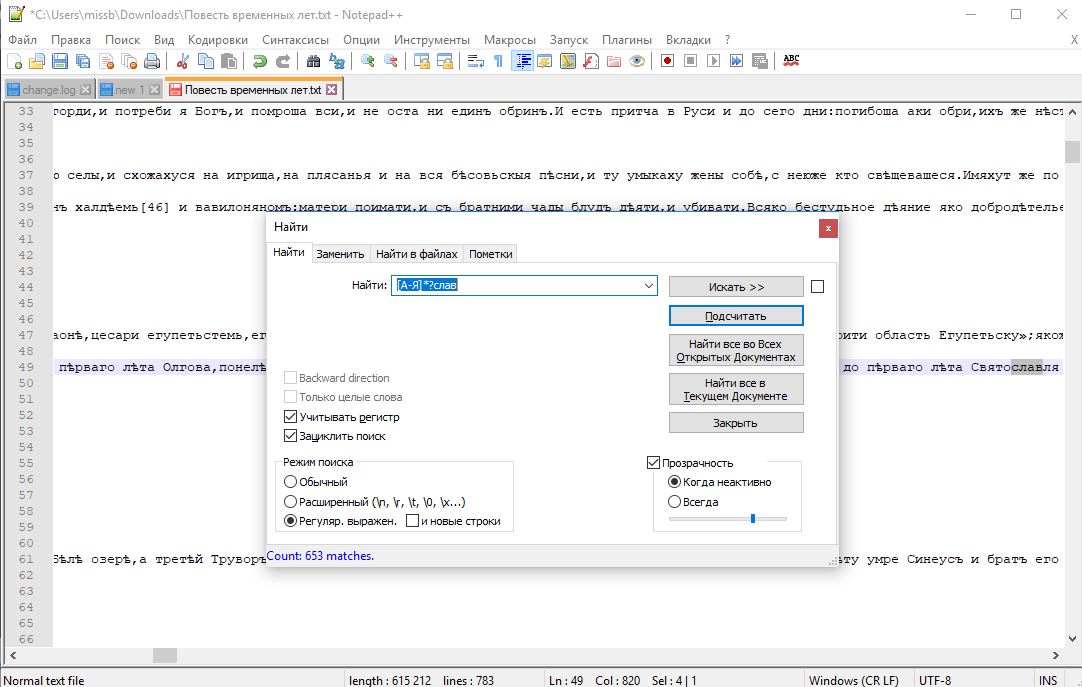 *C:\Users\missb\Downloads\Повесть временных лет.txt - Notepad++
Файл Правка Поиск Вид Кодировки Синтаксисы Опции Инструменты Макросы Запуск Плагины Вкладки ? X
ABC
change.log new 1 Повесть временных лет.txt
33 горди,и потреби я Богъ,и помроша вси,и не оста ни единъ обринъ.И есть притча в Руси и до сего дни:погибоша аки обри,ихъ же нѣст
34
35
36
37 ю селы,и схожахуся на игрища,на плясанья и на вся бѣсовьскыя пѣсни,и ту умыкаху жены собѣ,с неюже кто свѣщевашеся.Имяхут же по
38
39 нъ халдѣемь[46] и вавилоняномъ:матери поимати,и съ братними чады блудъ дѣяти,и убивати.Всяко бестудьное дѣяние яко добродѣтелье
40
41
42
43
44
45
46
47 аонѣ,цесари египетьстемь,ег рити область Египетьску»;якож
48
49 пѣрваго лѣта Олгова,понелѣ до пѣрваго лѣта Святославля
50
51
52
53
54
55
56
57
58
59
60
61 Бѣлѣ озерѣ,а третѣй Труворъ ѣту умре Синеусъ и братъ его
62
63
64
65
66
Найти
Найти Заменить Найти в файлах Пометки
Найти: [А-Я]*?слав
Искать >>
Подсчитать
Найти все во Всех
Открытых Документах
Найти все в
Текущем Документе
Закрыть
Backward direction
Только целые слова
Учитывать регистр
Зациклить поиск
Режим поиска
Обычный
Расширенный (\n, \r, \t, \0, \x...)
Регуляр. выражен. и новые строки
Прозрачность
Когда неактивно
Всегда
Count: 653 matches.
Normal text file length : 615 212 lines : 783 Ln : 49 Col : 820 Sel : 4 | 1 Windows (CR LF) UTF-8 INS